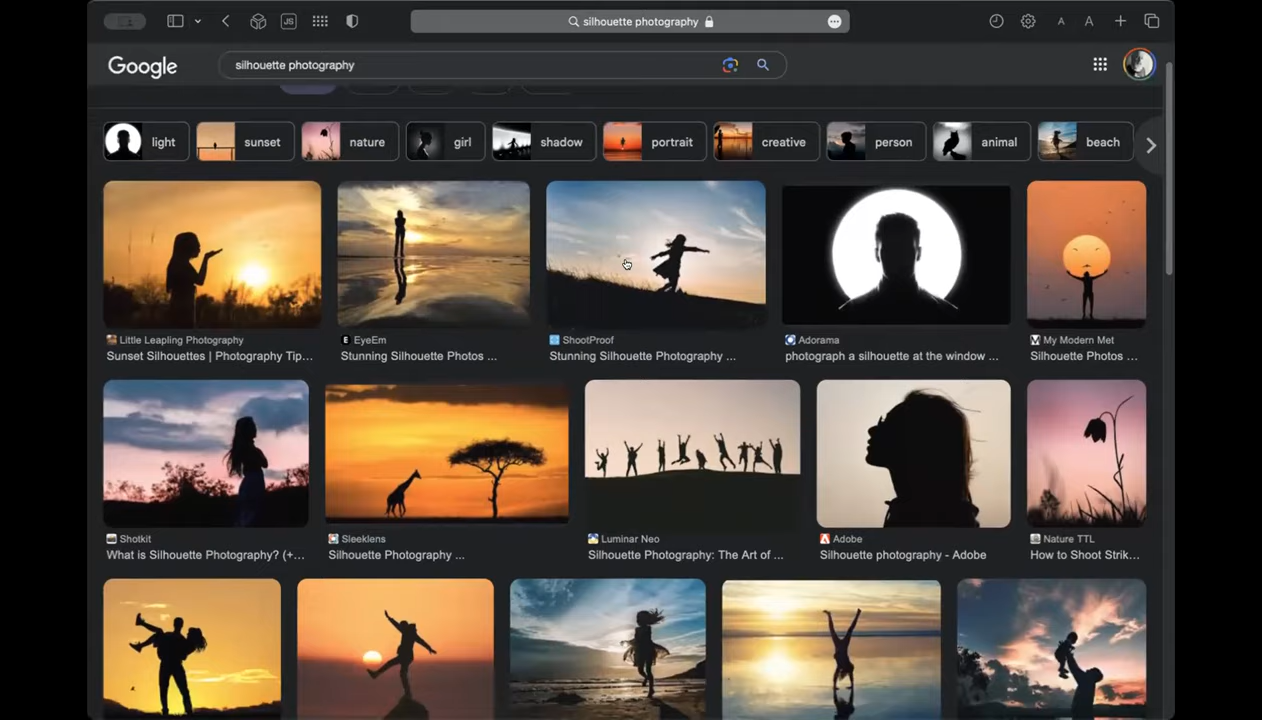 silhouette photography
JS
A
A
Google
silhouette photography
light
sunset
nature
girl
shadow
portrait
creative
person
animal
beach
Little Leapling Photography
Sunset Silhouettes | Photography Tip...
EyeEm
Stunning Silhouette Photos ...
ShootProof
Stunning Silhouette Photography ...
Adorama
photograph a silhouette at the window ...
My Modern Met
Silhouette Photos ...
Shotkit
What is Silhouette Photography? (+...
Sleeklens
Silhouette Photography ...
Luminar Neo
Silhouette Photography: The Art of ...
Adobe
Silhouette photography - Adobe
Nature TTL
How to Shoot Strik...